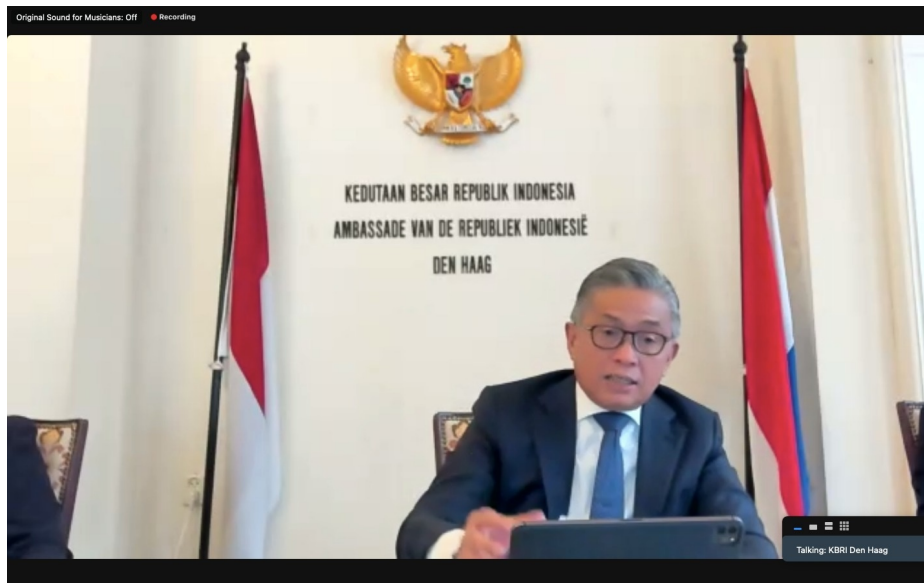 Original Sound for Musicians: Off Recording
KEDUTAAN BESAR REPUBLIK INDONESIA
AMBASSADE VAN DE REPUBLIEK INDONESIË
DEN HAAG
Talking: KBRI Den Haag